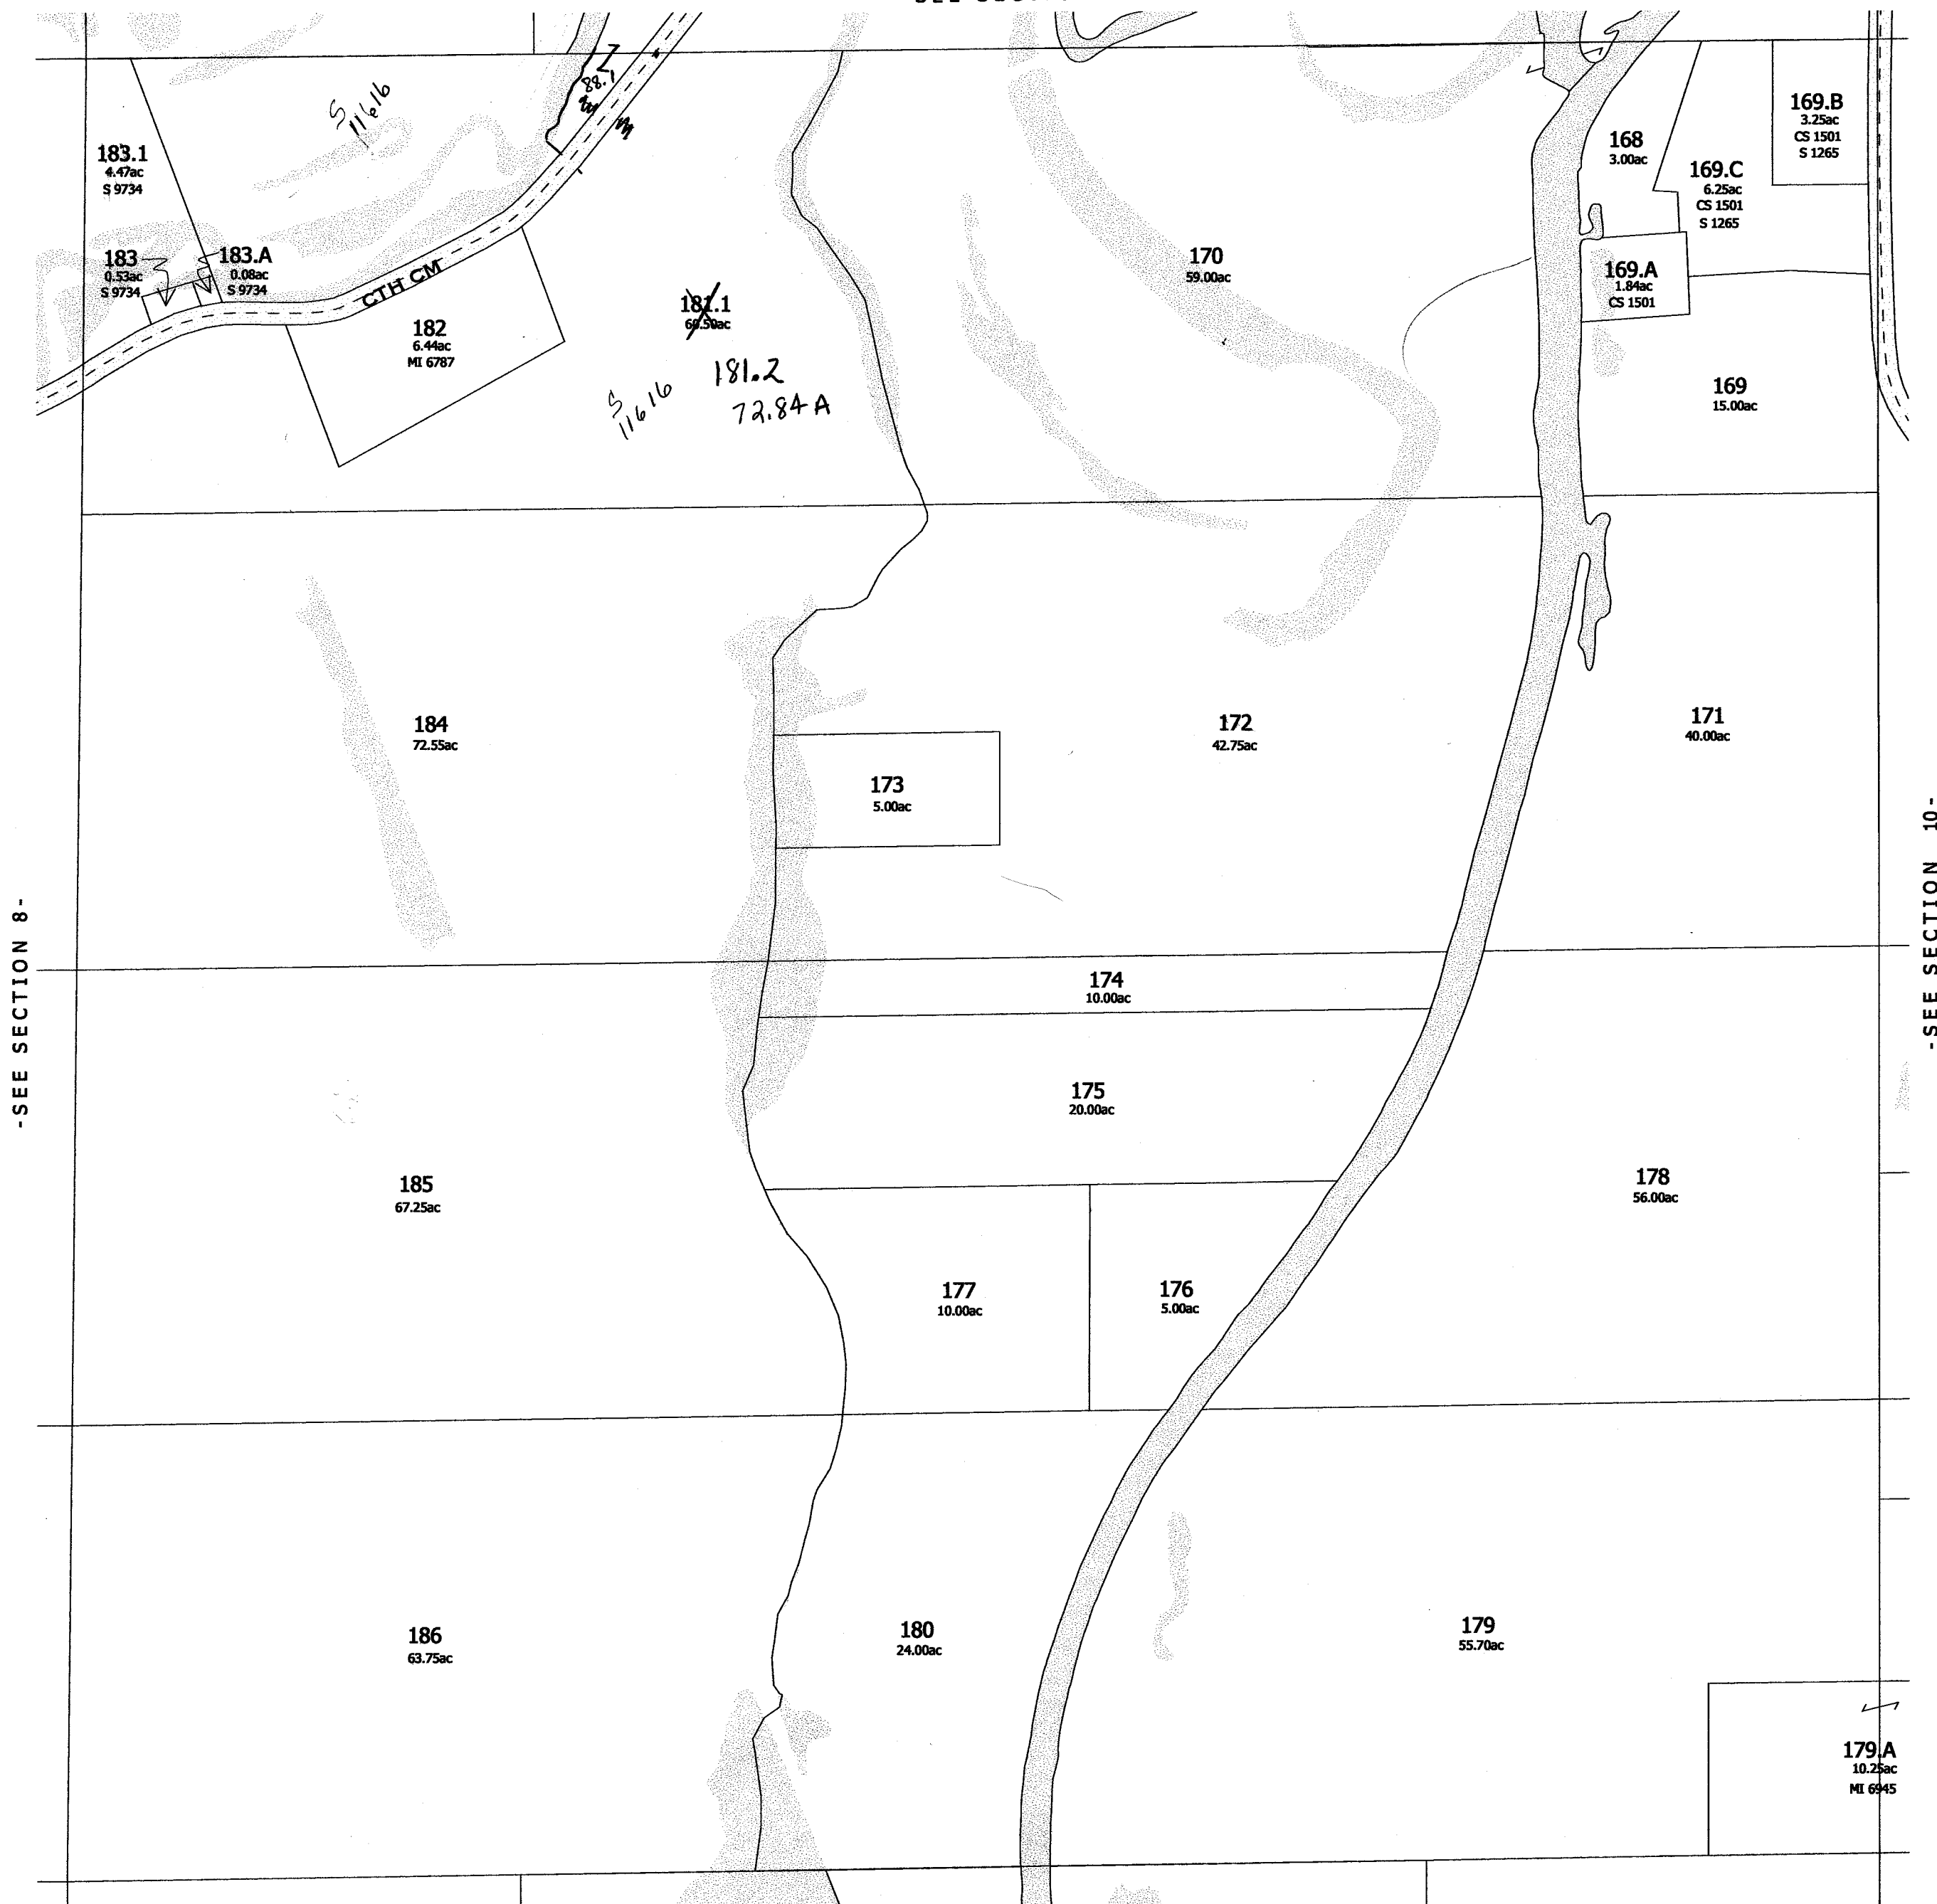 S
11616
88.1
183.1
4.47ac
S 9734
183
0.53ac
S 9734
183.A
0.08ac
S 9734
CTH CM
182
6.44ac
MI 6787
181.1
60.50ac
181.2
72.84 A
S
11616
170
59.00ac
168
3.00ac
169.B
3.25ac
CS 1501
S 1265
169.C
6.25ac
CS 1501
S 1265
169.A
1.84ac
CS 1501
169
15.00ac
184
72.55ac
172
42.75ac
171
40.00ac
173
5.00ac
-SEE SECTION 8-
-SEE SECTION 10-
174
10.00ac
175
20.00ac
185
67.25ac
178
56.00ac
177
10.00ac
176
5.00ac
186
63.75ac
180
24.00ac
179
55.70ac
179.A
10.25ac
MI 6945